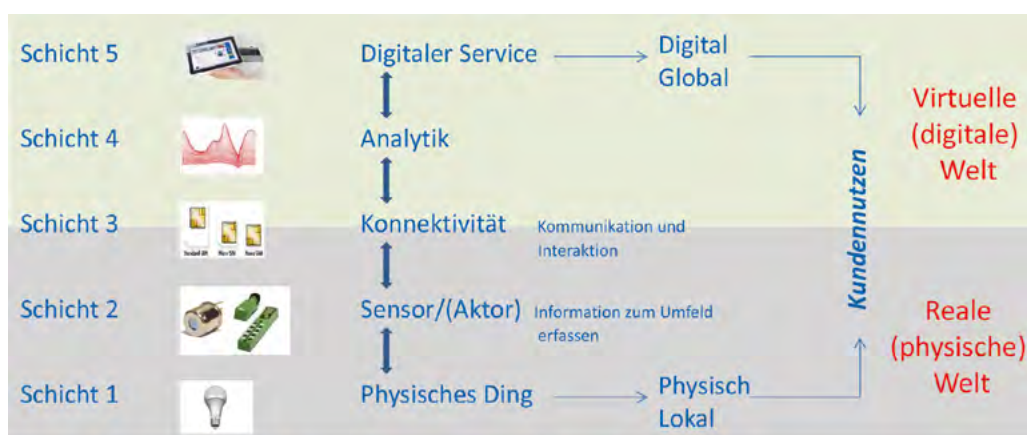 Schicht 5
Digitaler Service
Digital
Global
Virtuelle
(digitale)
Welt
Schicht 4
Analytik
Kundennutzen
Schicht 3
Konnektivität
Kommunikation und
Interaktion
Schicht 2
Sensor/(Aktor)
Information zum Umfeld
erfassen
Reale
(physische)
Welt
Schicht 1
Physisches Ding
Physisch
Lokal